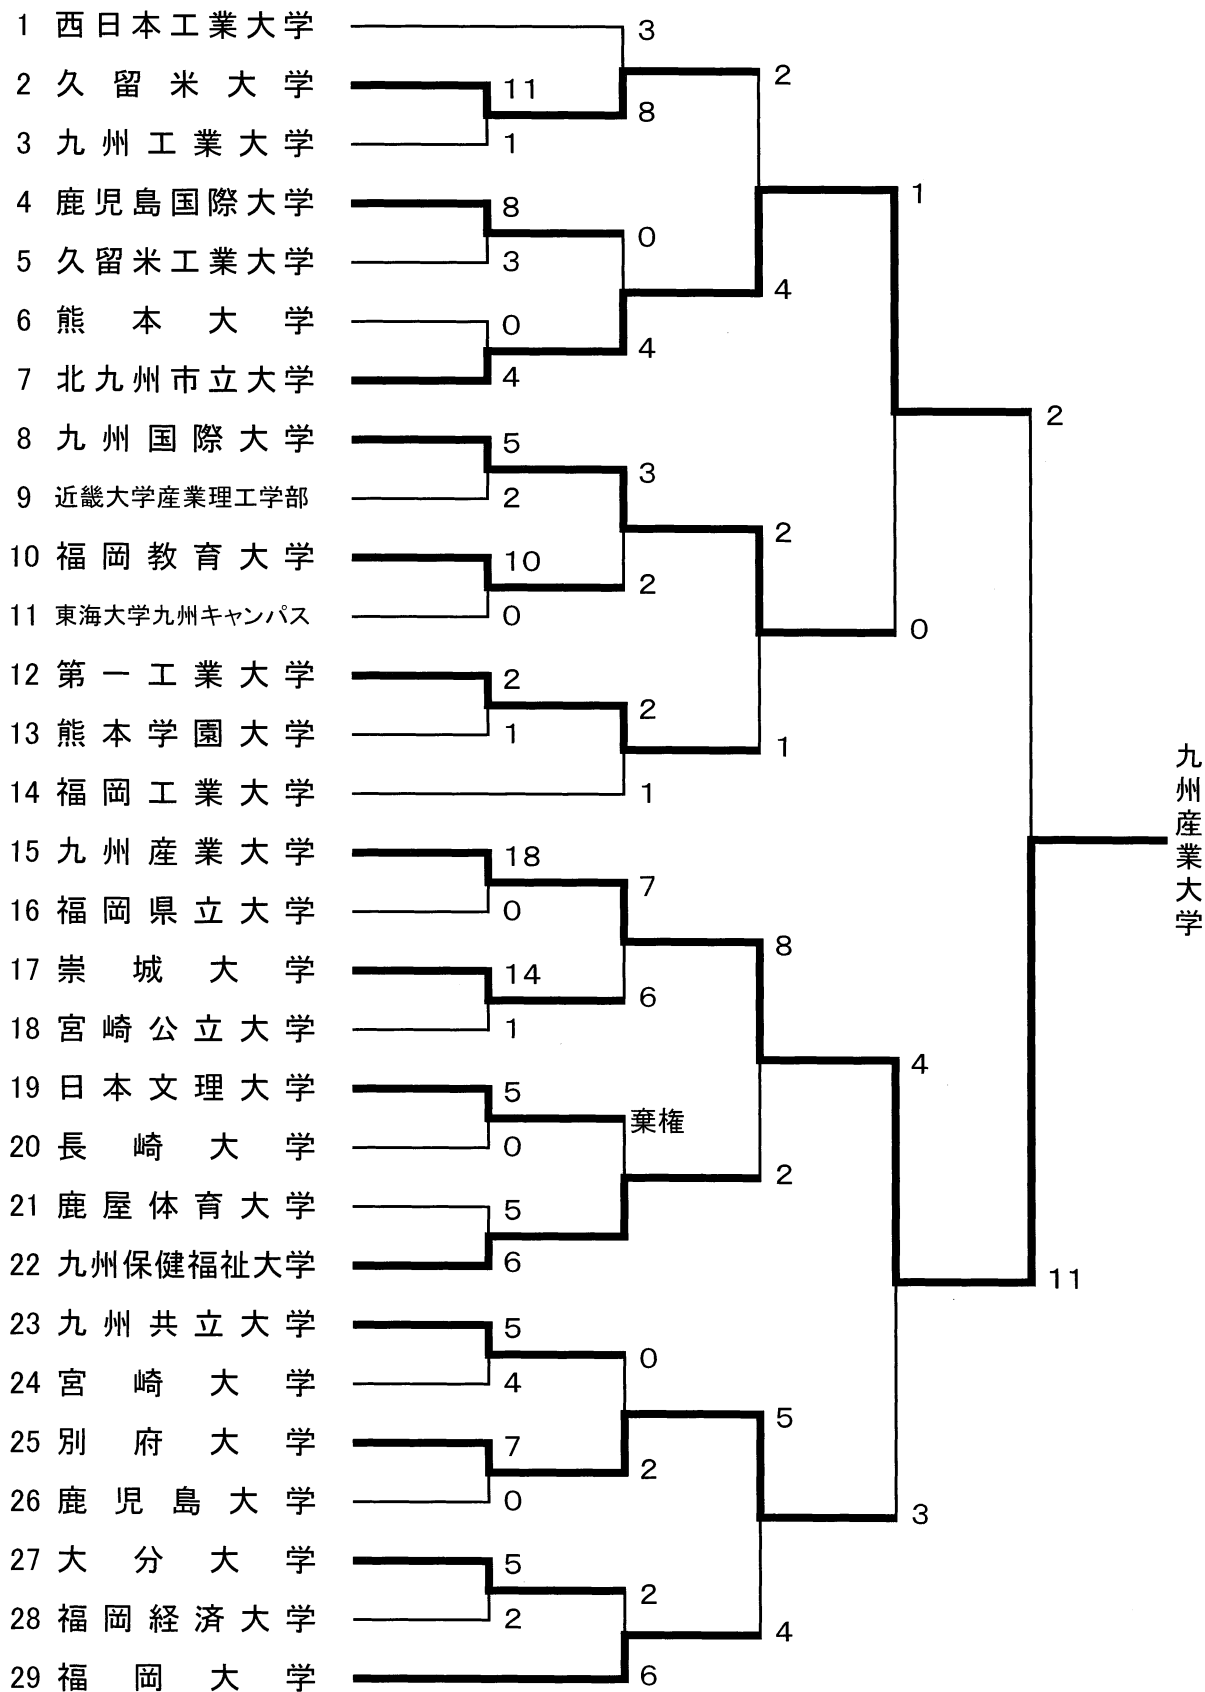 1 西日本工業大学
2 久留米大学
3 九州工業大学
4 鹿児島国際大学
5 久留米工業大学
6 熊本大学
7 北九州市立大学
8 九州国際大学
9 近畿大学産業理工学部
10 福岡教育大学
11 東海大学九州キャンパス
12 第一工業大学
13 熊本学園大学
14 福岡工業大学
15 九州産業大学
16 福岡県立大学
17 崇城大学
18 宮崎公立大学
19 日本文理大学
20 長崎大学
21 鹿屋体育大学
22 九州保健福祉大学
23 九州共立大学
24 宮崎大学
25 別府大学
26 鹿児島大学
27 大分大学
28 福岡経済大学
29 福岡大学
11
1
8
3
0
4
5
2
10
0
2
1
18
0
14
1
5
0
5
6
5
4
7
0
5
2
3
8
0
4
3
2
2
1
7
6
棄権
0
2
2
6
2
4
2
1
8
2
5
4
1
0
4
3
2
11
九州産業大学